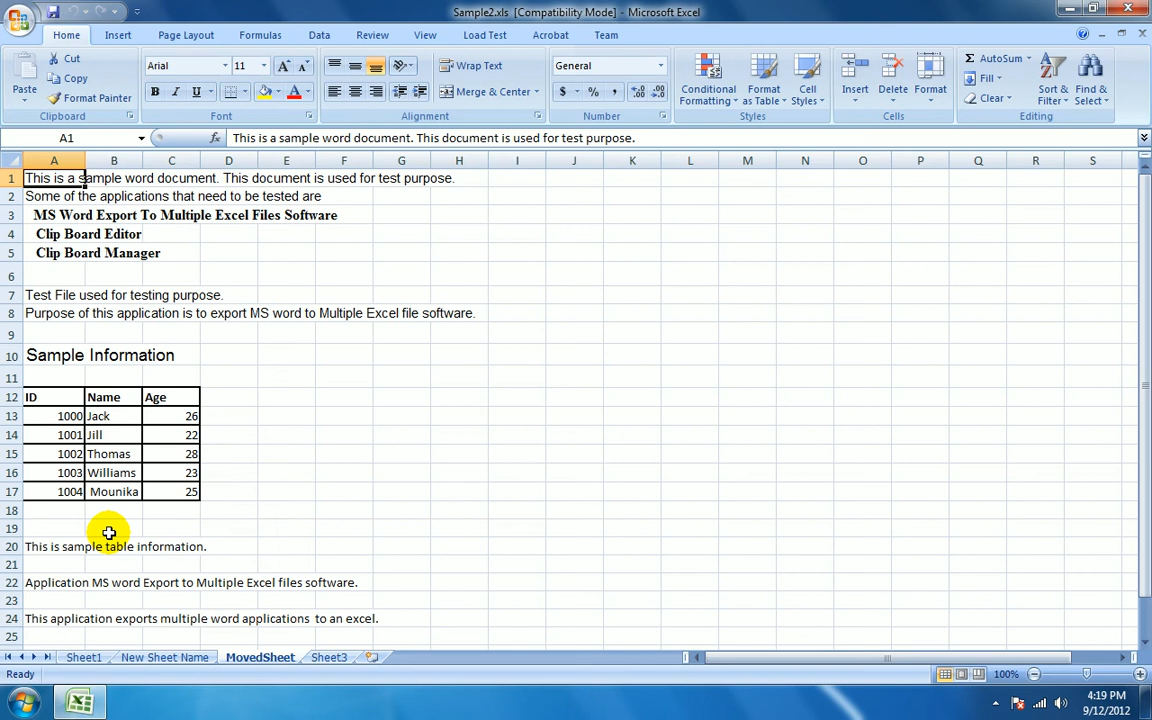 Sample2.xls [Compatibility Mode] - Microsoft Excel
Home Insert Page Layout Formulas Data Review View Load Test Acrobat Team
Paste Cut Copy Format Painter
Clipboard
Arial 11 A A
B I U A
Font
Wrap Text
Merge & Center
Alignment
General
$ % , .0 .00 .00 .0
Number
Conditional Formatting Format as Table Cell Styles
Styles
Insert Delete Format
Cells
Σ AutoSum Fill Clear Sort & Filter Find & Select
Editing
A1 fx This is a sample word document. This document is used for test purpose.
A B C D E F G H I J K L M N O P Q R S
1 This is a sample word document. This document is used for test purpose.
2 Some of the applications that need to be tested are
3 MS Word Export To Multiple Excel Files Software
4 Clip Board Editor
5 Clip Board Manager
6
7 Test File used for testing purpose.
8 Purpose of this application is to export MS word to Multiple Excel file software.
9
10 Sample Information
11
12 ID Name Age
13 1000 Jack 26
14 1001 Jill 22
15 1002 Thomas 28
16 1003 Williams 23
17 1004 Mounika 25
18
19
20 This is sample table information.
21
22 Application MS word Export to Multiple Excel files software.
23
24 This application exports multiple word applications to an excel.
25
Sheet1 New Sheet Name MovedSheet Sheet3
Ready 100%
4:19 PM
9/12/2012